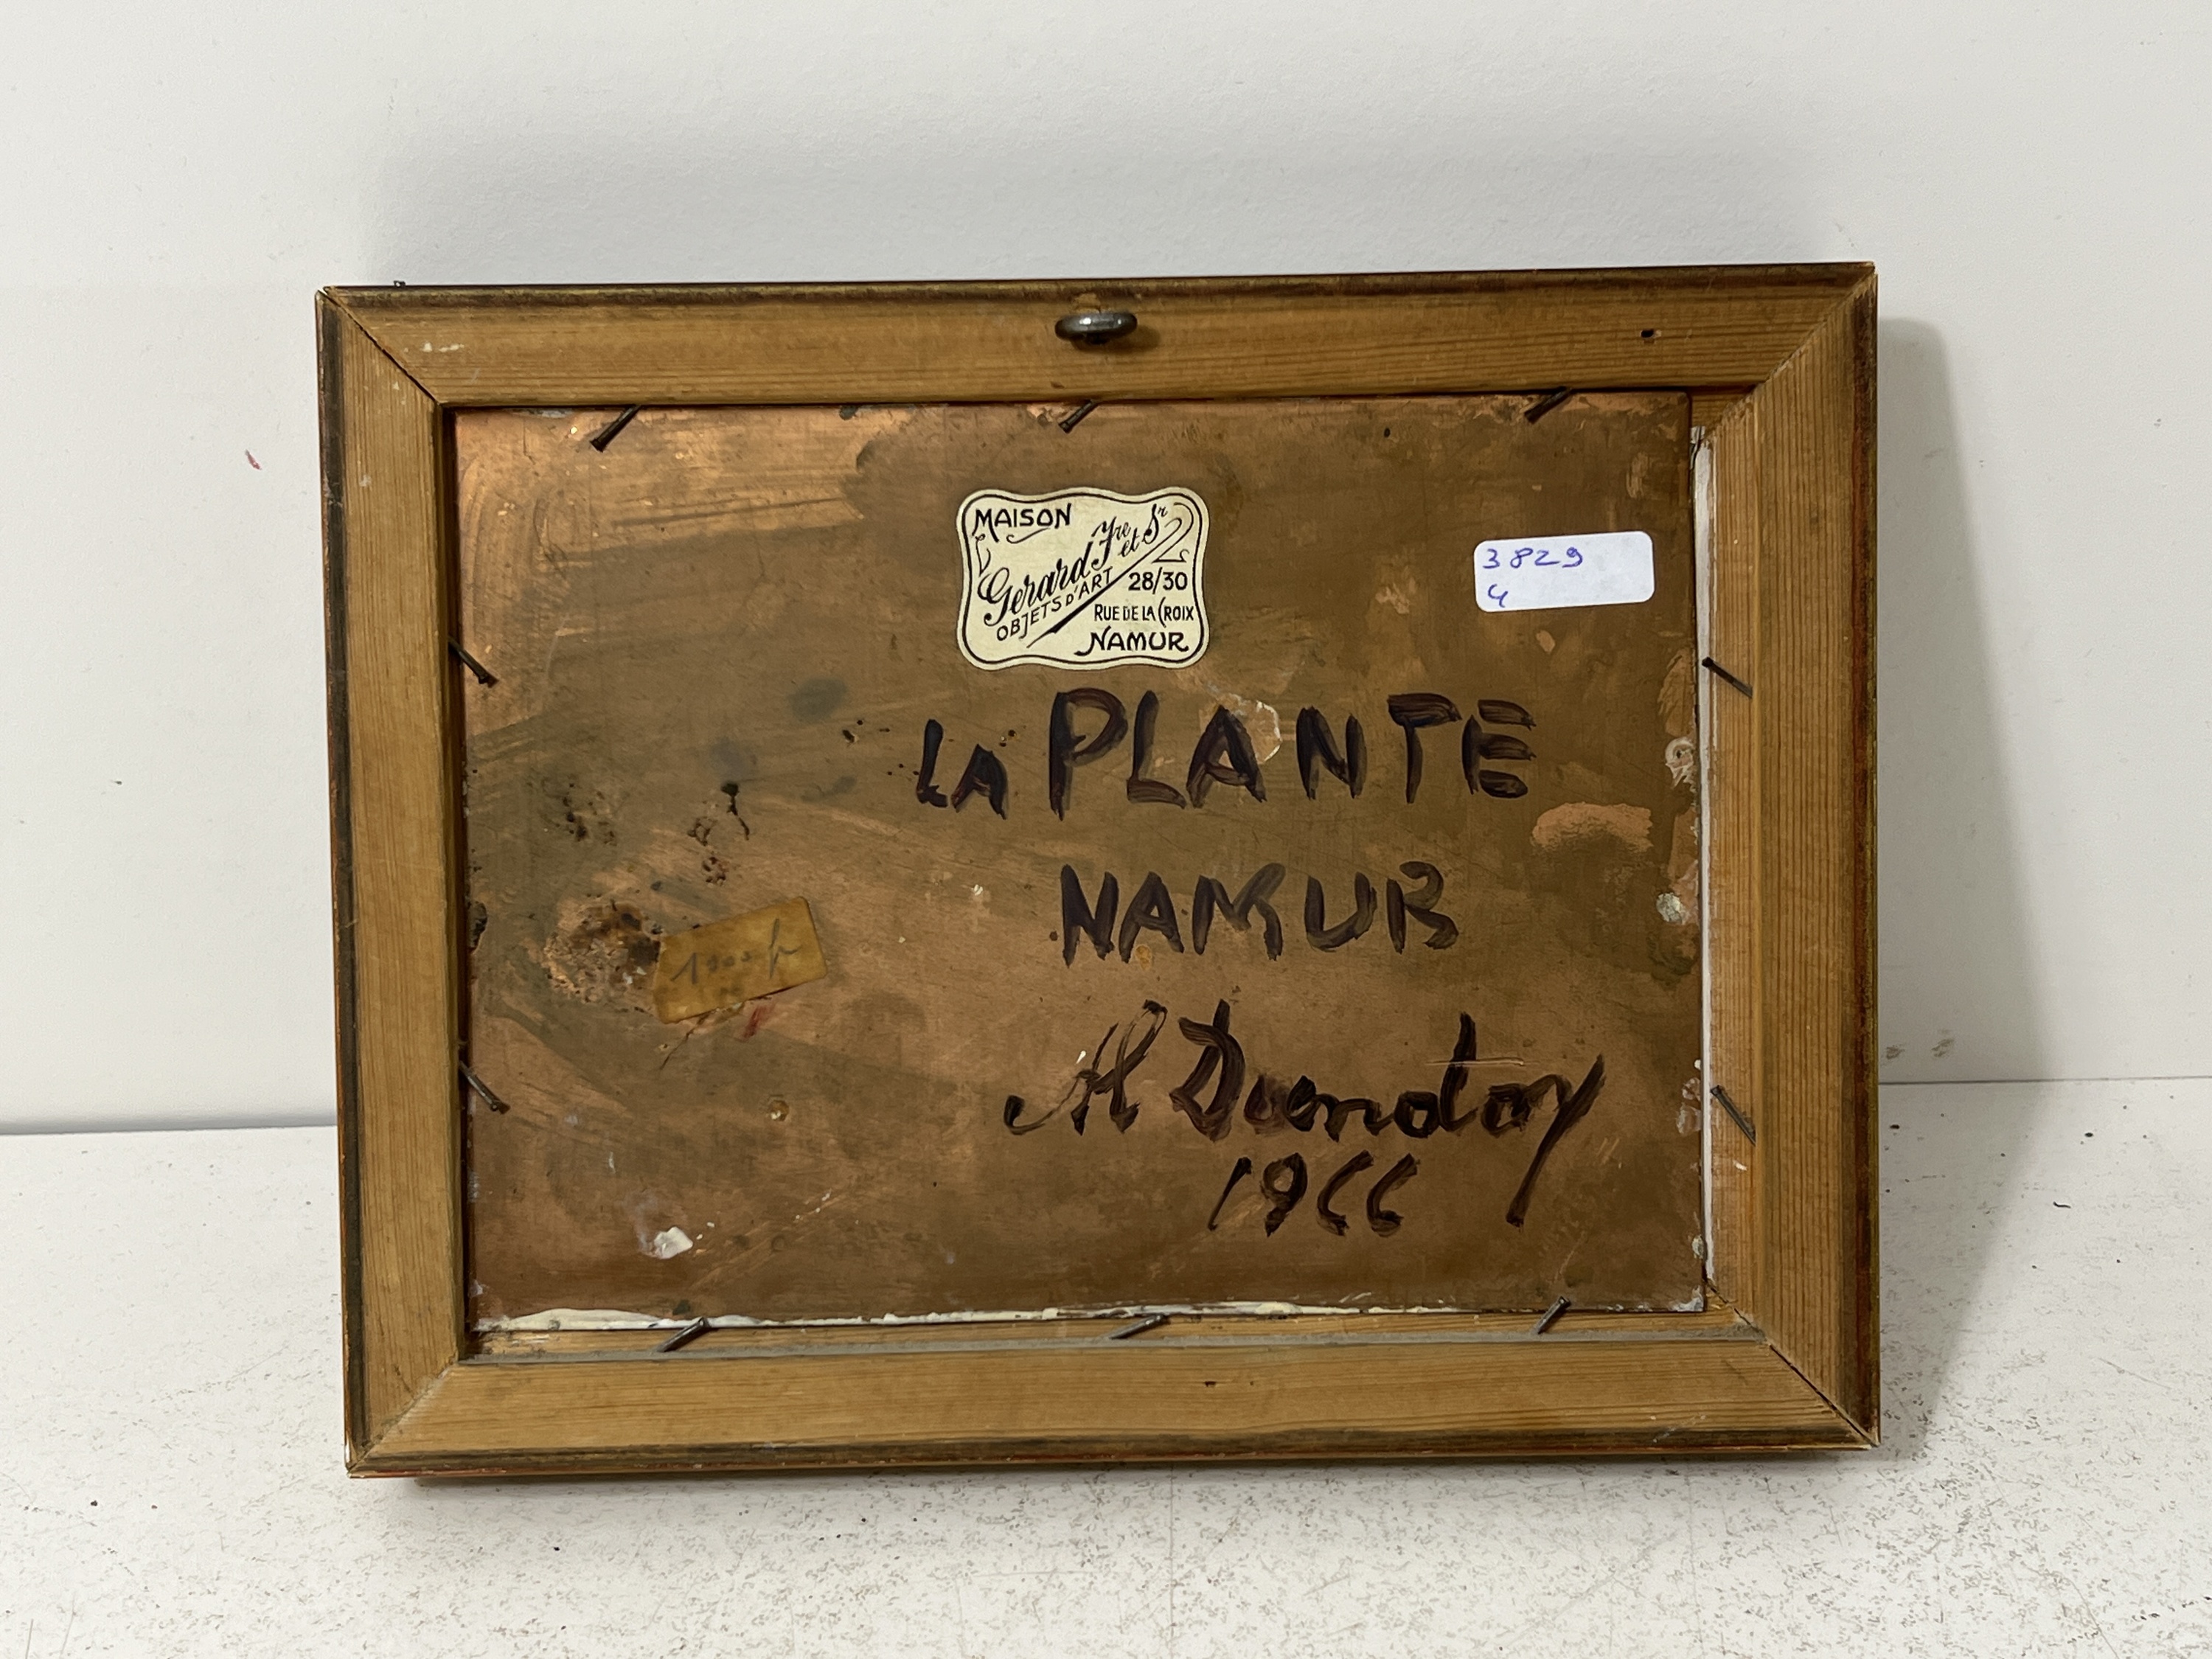 MAISON
Gerard Fre et Sr
OBJETS D'ART
28/30
RUE DE LA CROIX
NAMUR
3829
4
LA PLANTE
NAMUR
1966